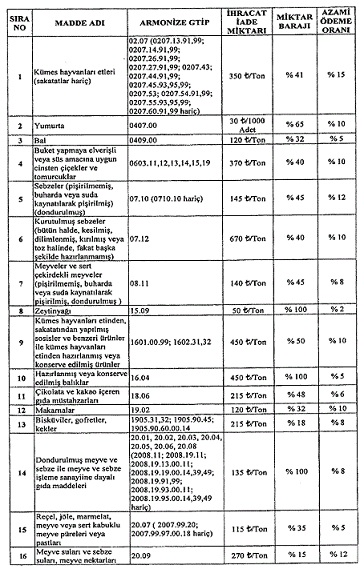 SIRA NO
MADDE ADI
ARMONİZE GTİP
İHRACAT İADE MİKTARI
MİKTAR BARAJI
AZAMİ ÖDEME ORANI
1
Kümes hayvanları etleri
(sakatatlar hariç)
02.07 (0207.13.91,99;
0207.14.91,99;
0207.26.91,99;
0207.27.91,99; 0207.43;
0207.44.91,99;
0207.45.93,95,99;
0207.53; 0207.54.91,99;
0207.55.93,95,99;
0207.60.91,99 hariç)
350 ₺/Ton
% 41
% 15
2
Yumurta
0407.00
30 ₺/1000
Adet
% 65
% 10
3
Bal
0409.00
120 ₺/Ton
% 32
% 5
4
Buket yapmaya elverişli
veya süs amacına uygun
cinsten çiçekler ve
tomurcuklar
0603.11,12,13,14,15,19
370 ₺/Ton
% 40
% 10
5
Sebzeler (pişirilmemiş,
buharda veya suda
kaynatılarak pişirilmiş)
(dondurulmuş)
07.10 (0710.10 hariç)
145 ₺/Ton
% 45
% 12
6
Kurutulmuş sebzeler
(bütün halde, kesilmiş,
dilimlenmiş, kırılmış veya
toz halinde, fakat başka
şekilde hazırlanmamış)
07.12
670 ₺/Ton
% 40
% 10
7
Meyveler ve sert
çekirdekli meyveler
(pişirilmemiş, buharda
veya suda kaynatılarak
pişirilmiş, dondurulmuş )
08.11
140 ₺/Ton
% 45
% 8
8
Zeytinyağı
15.09
50 ₺/Ton
% 100
% 2
9
Kümes hayvanları etinden,
sakatatından yapılmış
sosisler ve benzeri ürünler
ile kümes hayvanları
etinden hazırlanmış veya
konserve edilmiş ürünler
1601.00.99; 1602.31,32
450 ₺/Ton
% 50
% 10
10
Hazırlanmış veya konserve
edilmiş balıklar
16.04
450 ₺/Ton
% 100
% 5
11
Çikolata ve kakao içeren
gıda müstahzarları
18.06
215 ₺/Ton
% 48
% 6
12
Makarnalar
19.02
120 ₺/Ton
% 32
% 10
13
Bisküviler, gofretler,
kekler
1905.31,32; 1905.90.45;
1905.90.60.00.14
215 ₺/Ton
% 18
% 8
14
Dondurulmuş meyve ve
sebze ile meyve ve sebze
işleme sanayiine dayalı
gıda maddeleri
20.01, 20.02, 20.03, 20.04,
20.05, 20.06, 20.08
(2008.11; 2008.19.11;
2008.19.13.00.11;
2008.19.19.00.14,39,49;
2008.19.91,99;
2008.19.93.00.11;
2008.19.95.00.14,39,49
hariç)
135 ₺/Ton
% 100
% 8
15
Reçel, jöle, marmelat,
meyve veya sert kabuklu
meyve püreleri veya
pastları
20.07 ( 2007.99.20;
2007.99.97.00.18 hariç)
115 ₺/Ton
% 35
% 5
16
Meyve suları ve sebze
suları, meyve nektarları
20.09
270 ₺/Ton
% 15
% 12